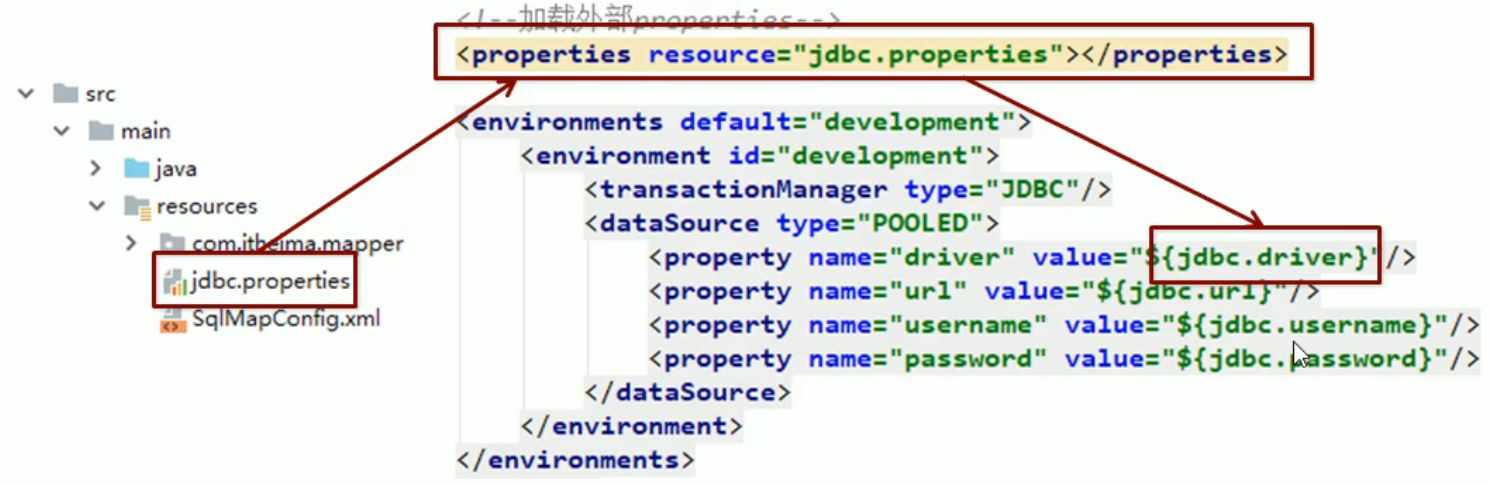 <!--加载外部properties-->
<properties resource="jdbc.properties"></properties>
src
main
java
resources
com.itheima.mapper
jdbc.properties
SqlMapConfig.xml
<environments default="development">
<environment id="development">
<transactionManager type="JDBC"/>
<dataSource type="POOLED">
<property name="driver" value="${jdbc.driver}"/>
<property name="url" value="${jdbc.url}"/>
<property name="username" value="${jdbc.username}"/>
<property name="password" value="${jdbc.password}"/>
</dataSource>
</environment>
</environments>